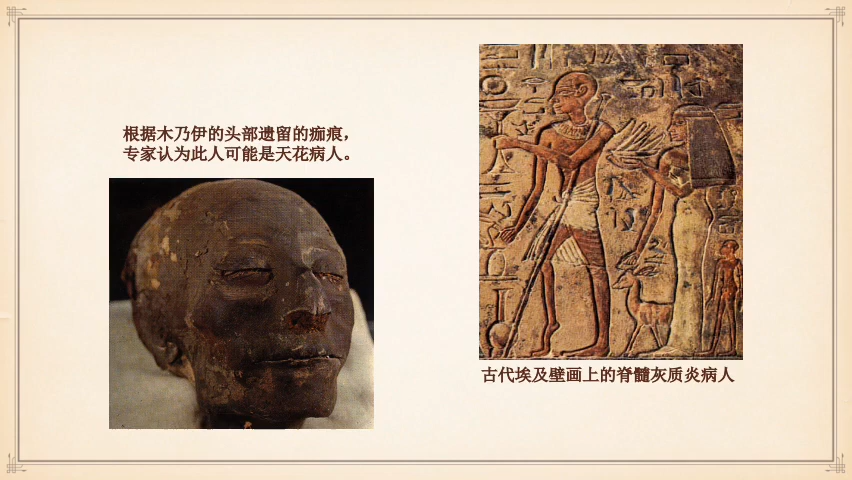 根据木乃伊的头部遗留的痂痕，
专家认为此人可能是天花病人。
古代埃及壁画上的脊髓灰质炎病人